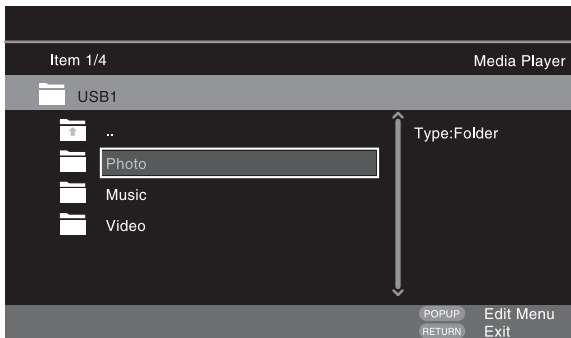 Item 1/4
Media Player
USB1
..
Type:Folder
Photo
Music
Video
POPUP Edit Menu
RETURN Exit